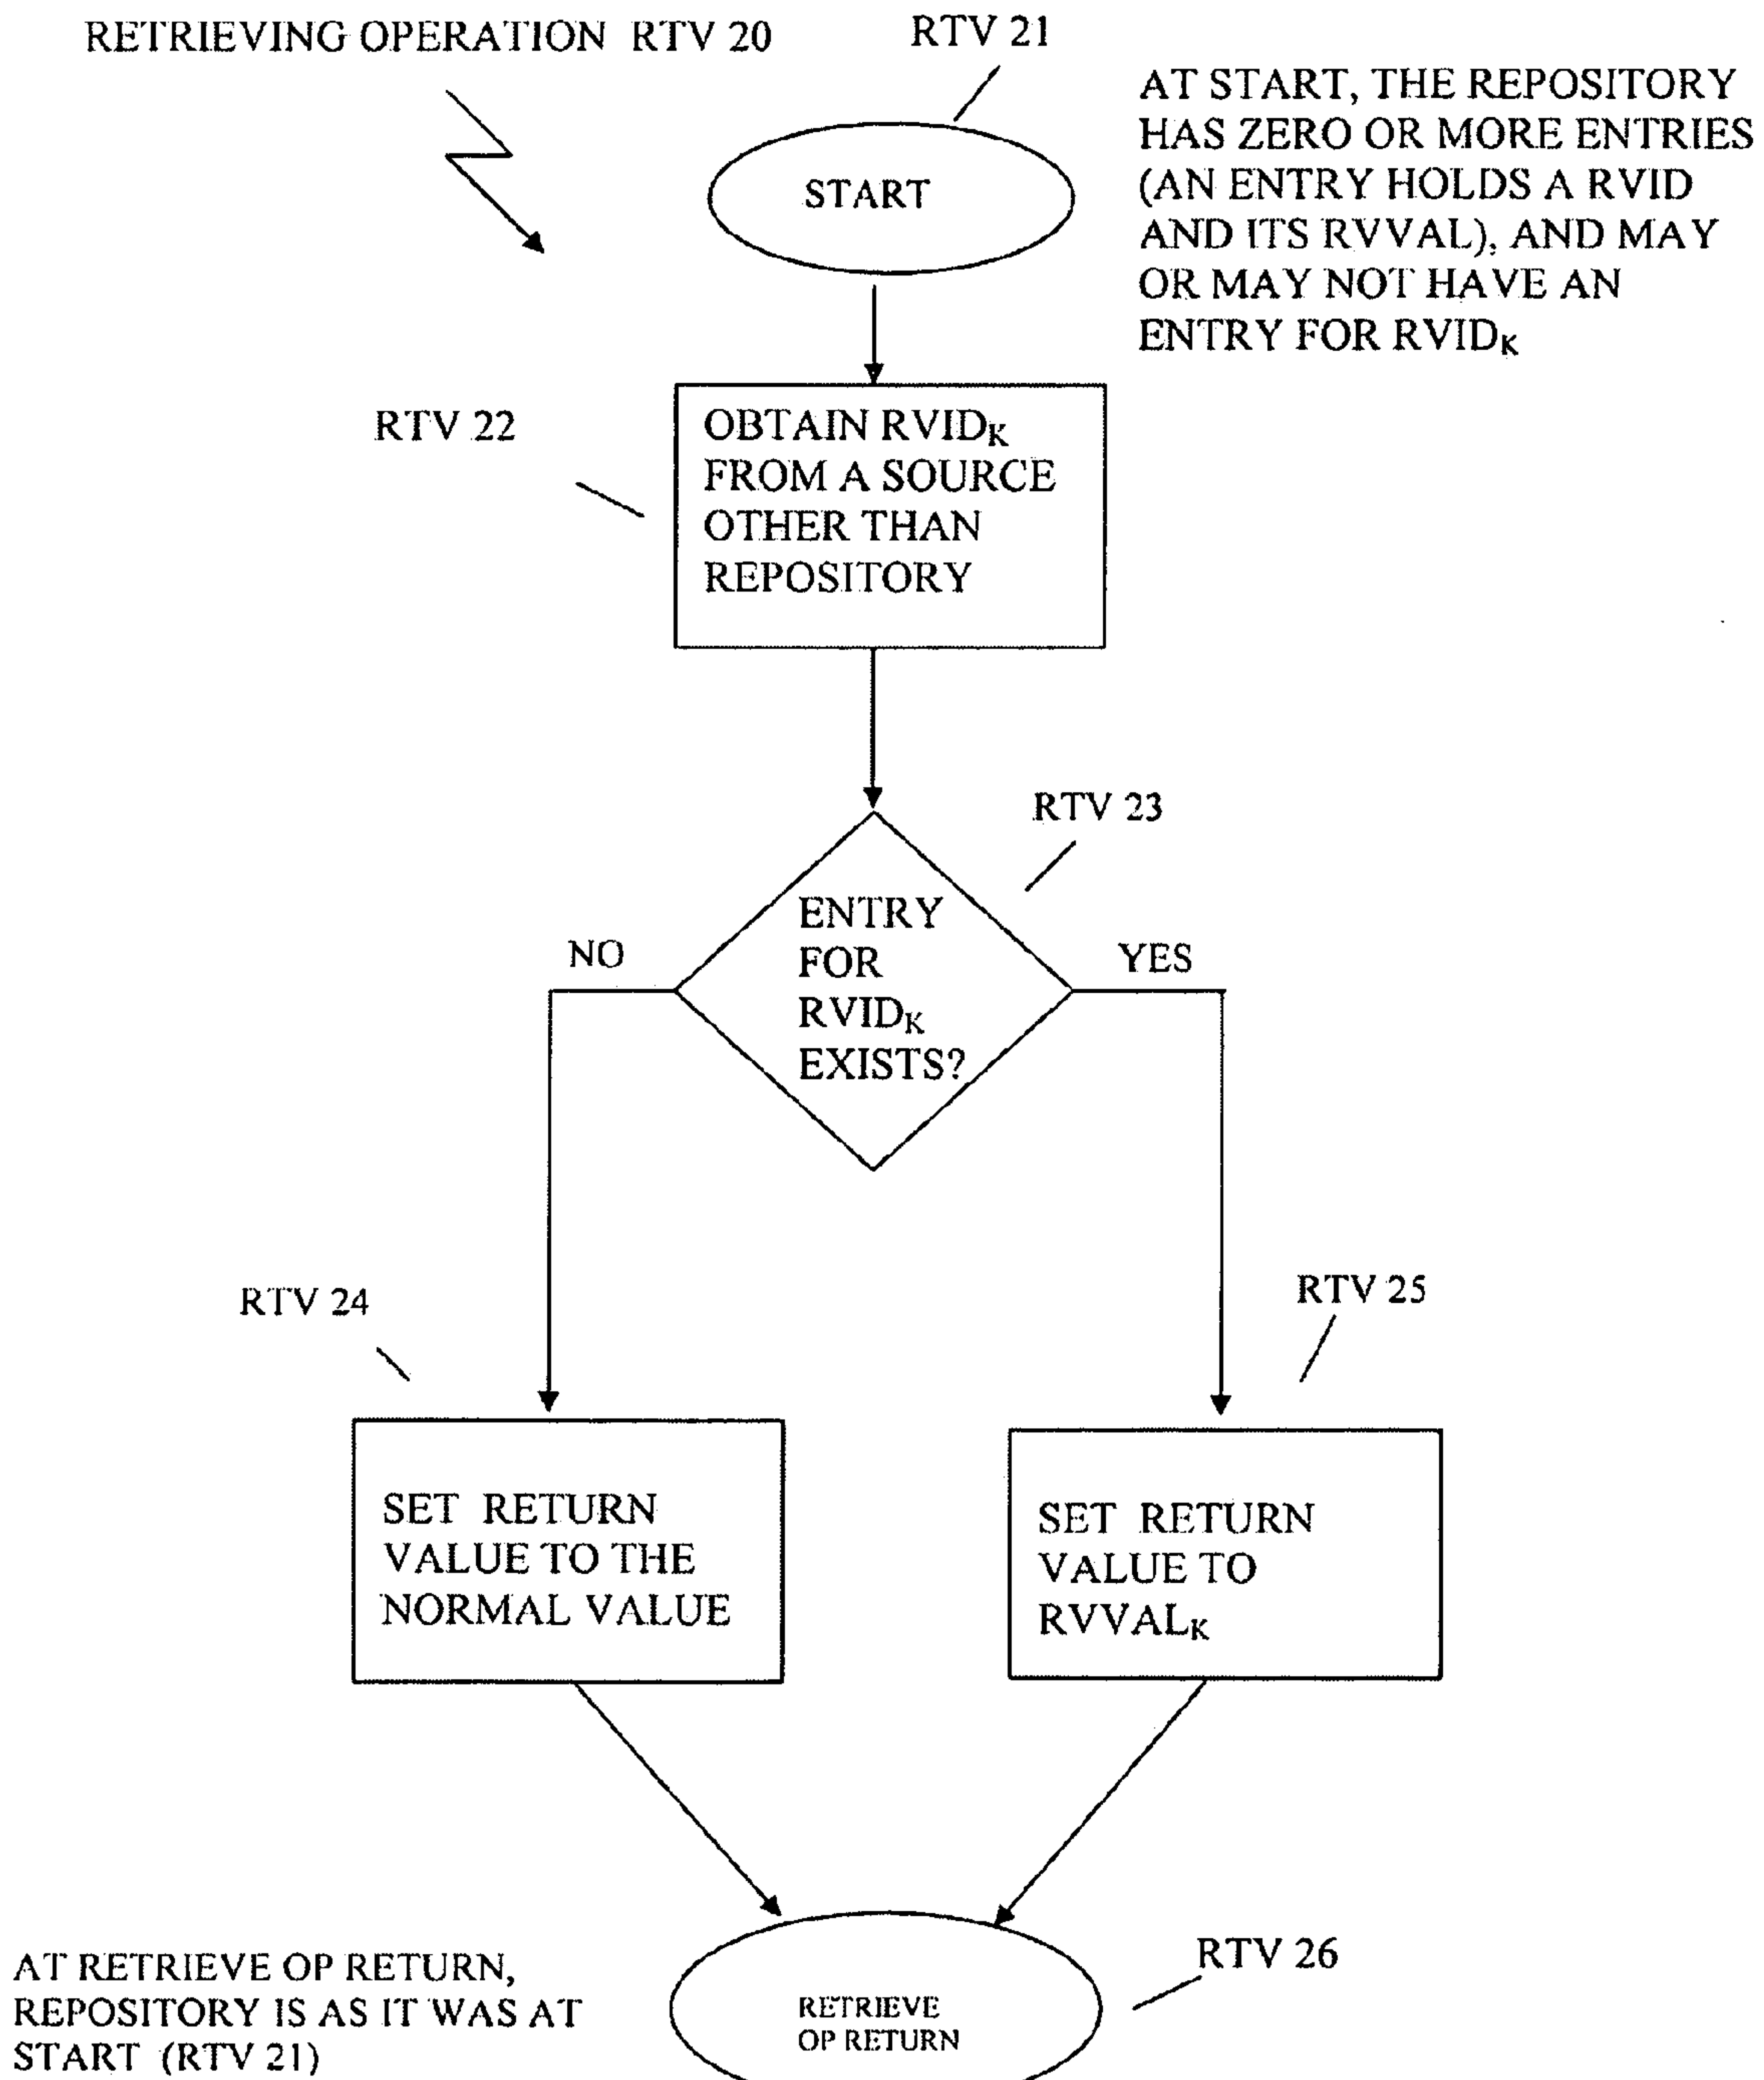 RETRIEVING OPERATION RTV 20
RTV 21
AT START, THE REPOSITORY
HAS ZERO OR MORE ENTRIES
(AN ENTRY HOLDS A RVID
AND ITS RVVAL), AND MAY
OR MAY NOT HAVE AN
ENTRY FOR RVIDK
START
RTV 22
OBTAIN RVIDK
FROM A SOURCE
OTHER THAN
REPOSITORY
RTV 23
ENTRY
FOR
RVIDK
EXISTS?
NO
YES
RTV 24
RTV 25
SET RETURN
VALUE TO THE
NORMAL VALUE
SET RETURN
VALUE TO
RVVALK
AT RETRIEVE OP RETURN,
REPOSITORY IS AS IT WAS AT
START (RTV 21)
RETRIEVE
OP RETURN
RTV 26